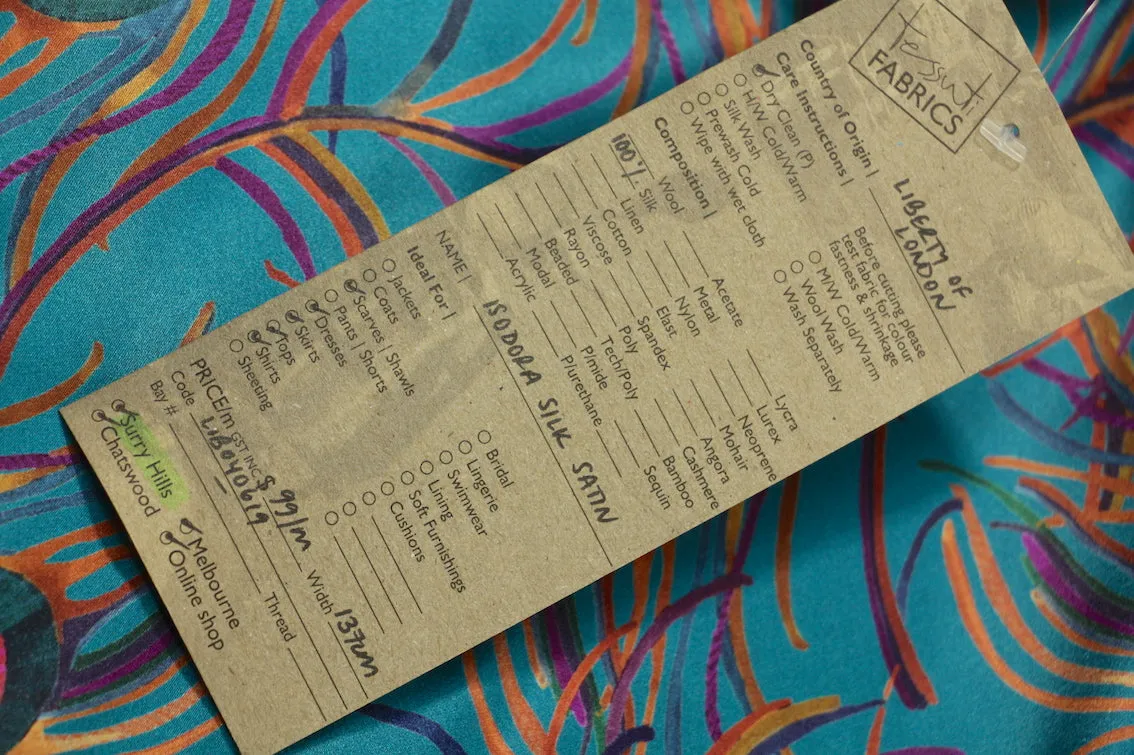 Tessuti
FABRICS
Country of Origin | LIBERTY OF
LONDON
Care Instructions |
Dry Clean (P)
H/W Cold/Warm
Silk Wash
Prewash Cold
Wipe with wet cloth
Before cutting please
test fabric for colour
fastness & shrinkage
M/W Cold/Warm
Wool Wash
Wash Separately
Composition |
Wool
100% Silk
Linen
Cotton
Viscose
Rayon
Beaded
Modal
Acrylic
Acetate
Metal
Nylon
Elast
Spandex
Poly
Tech/Poly
P/mide
P/urethane
Lycra
Lurex
Neoprene
Mohair
Angora
Cashmere
Bamboo
Sequin
NAME | ISODORA SILK SATIN
Ideal For |
Jackets
Coats
Scarves | Shawls
Pants | Shorts
Dresses
Skirts
Tops
Shirts
Sheeting
Bridal
Lingerie
Swimwear
Lining
Soft Furnishings
Cushions
PRICE/m GST INC. $99/m Width 137cm
Code LIB040619
Bay # Thread
Surry Hills
Chatswood
Melbourne
Online shop